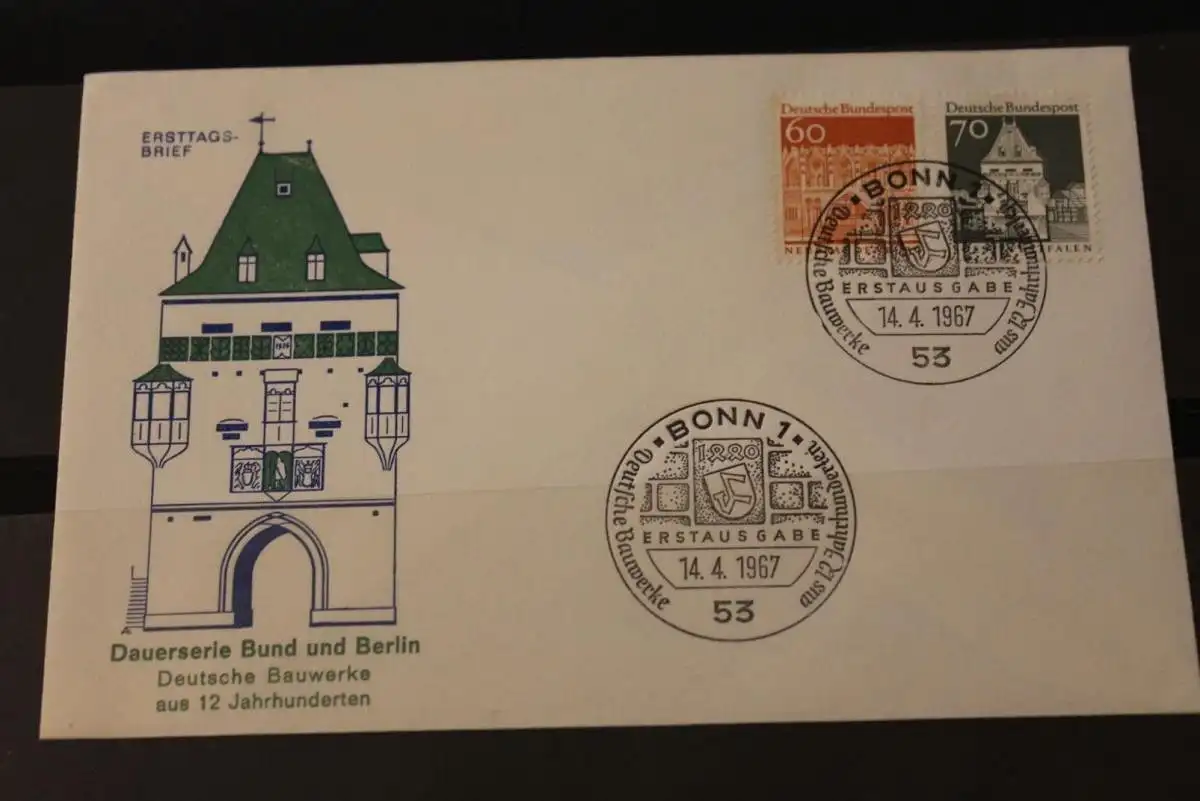 ERSTTAGS-
BRIEF
1526
Dauerserie Bund und Berlin
Deutsche Bauwerke
aus 12 Jahrhunderten
Deutsche Bundespost
60
Deutsche Bundespost
70
FALEN
BONN 1
1220
Deutsche Bauwerke aus 12 Jahrhunderten
ERSTAUSGABE
14. 4. 1967
53
BONN 1
1220
Deutsche Bauwerke aus 12 Jahrhunderten
ERSTAUSGABE
14. 4. 1967
53